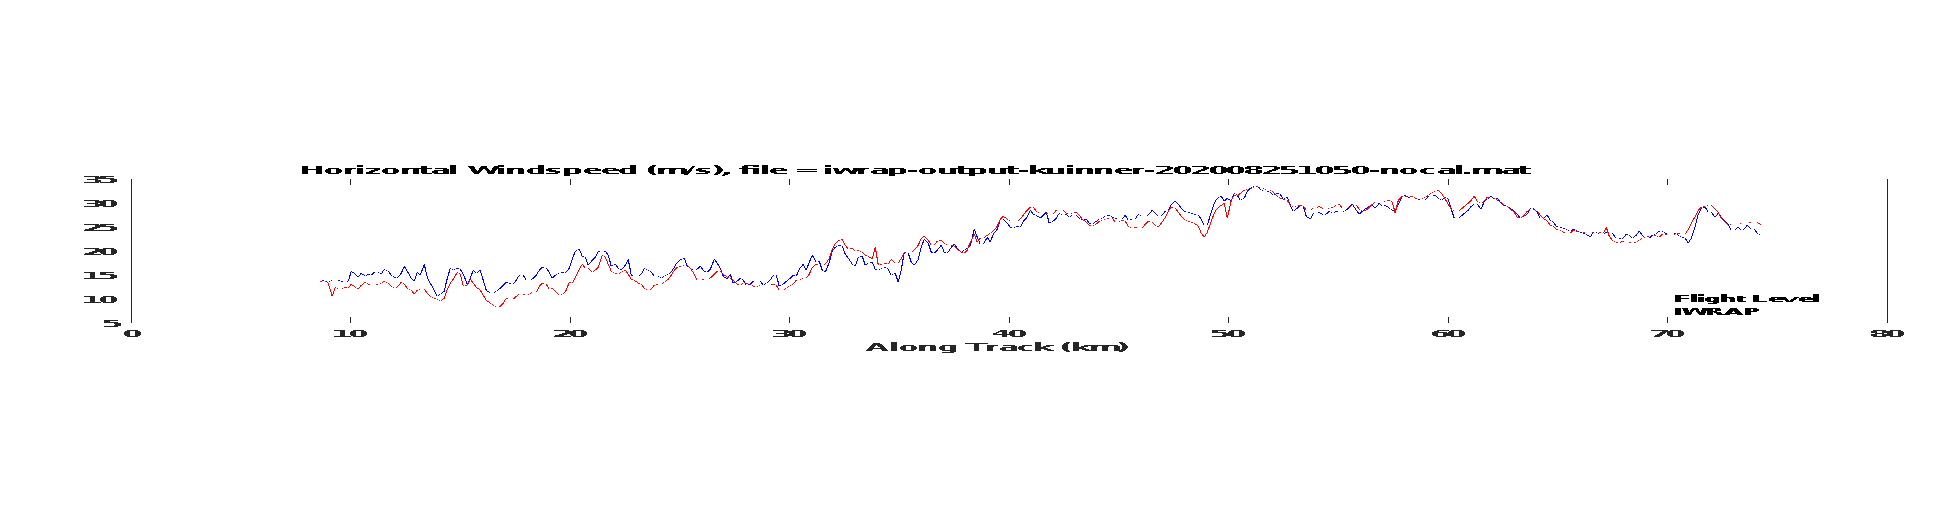 Horizontal Windspeed (m/s), file = iwrap-output-kuinner-202008251050-nocal.mat
35
30
25
20
15
10
5
Flight Level
IWRAP
0 10 20 30 40 50 60 70 80
Along Track (km)